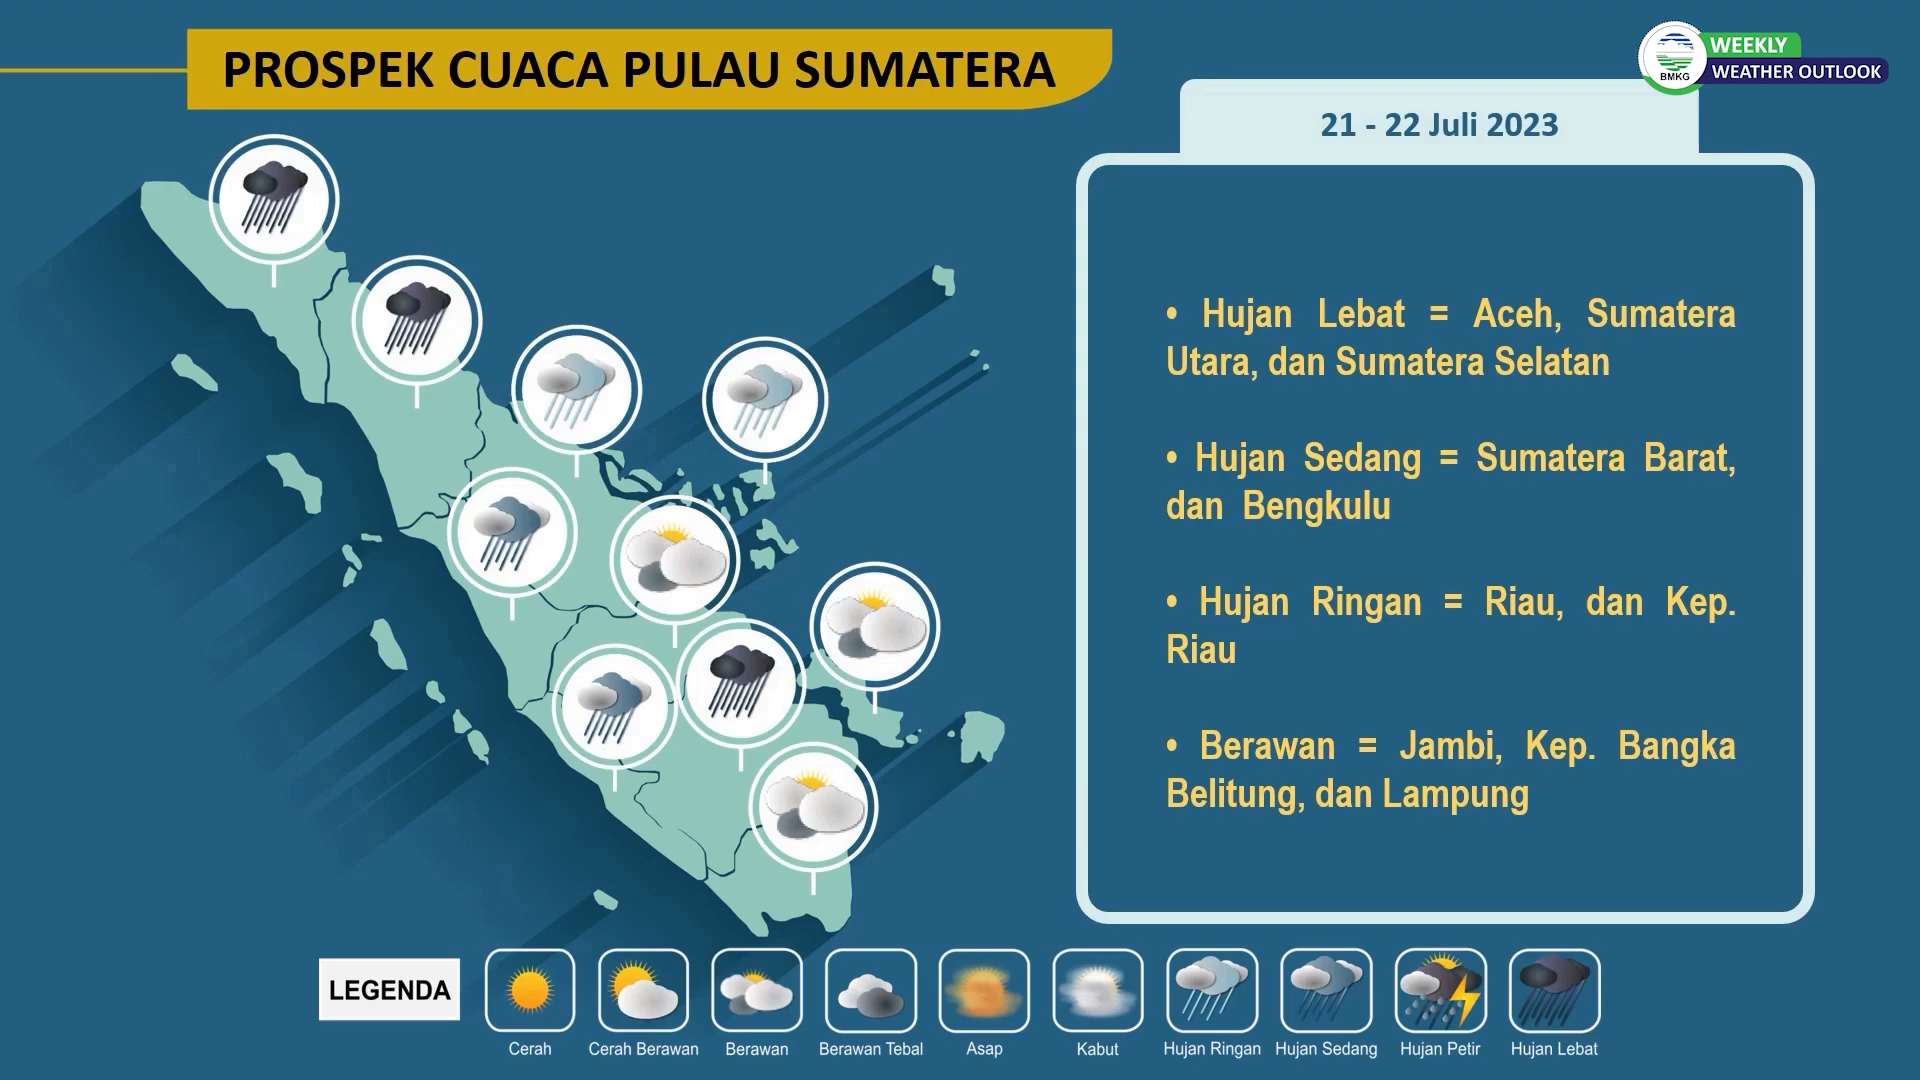 PROSPEK CUACA PULAU SUMATERA
BMKG
WEEKLY
WEATHER OUTLOOK
21 - 22 Juli 2023
• Hujan Lebat = Aceh, Sumatera
Utara, dan Sumatera Selatan
• Hujan Sedang = Sumatera Barat,
dan Bengkulu
• Hujan Ringan = Riau, dan Kep.
Riau
• Berawan = Jambi, Kep. Bangka
Belitung, dan Lampung
LEGENDA
Cerah
Cerah Berawan
Berawan
Berawan Tebal
Asap
Kabut
Hujan Ringan
Hujan Sedang
Hujan Petir
Hujan Lebat